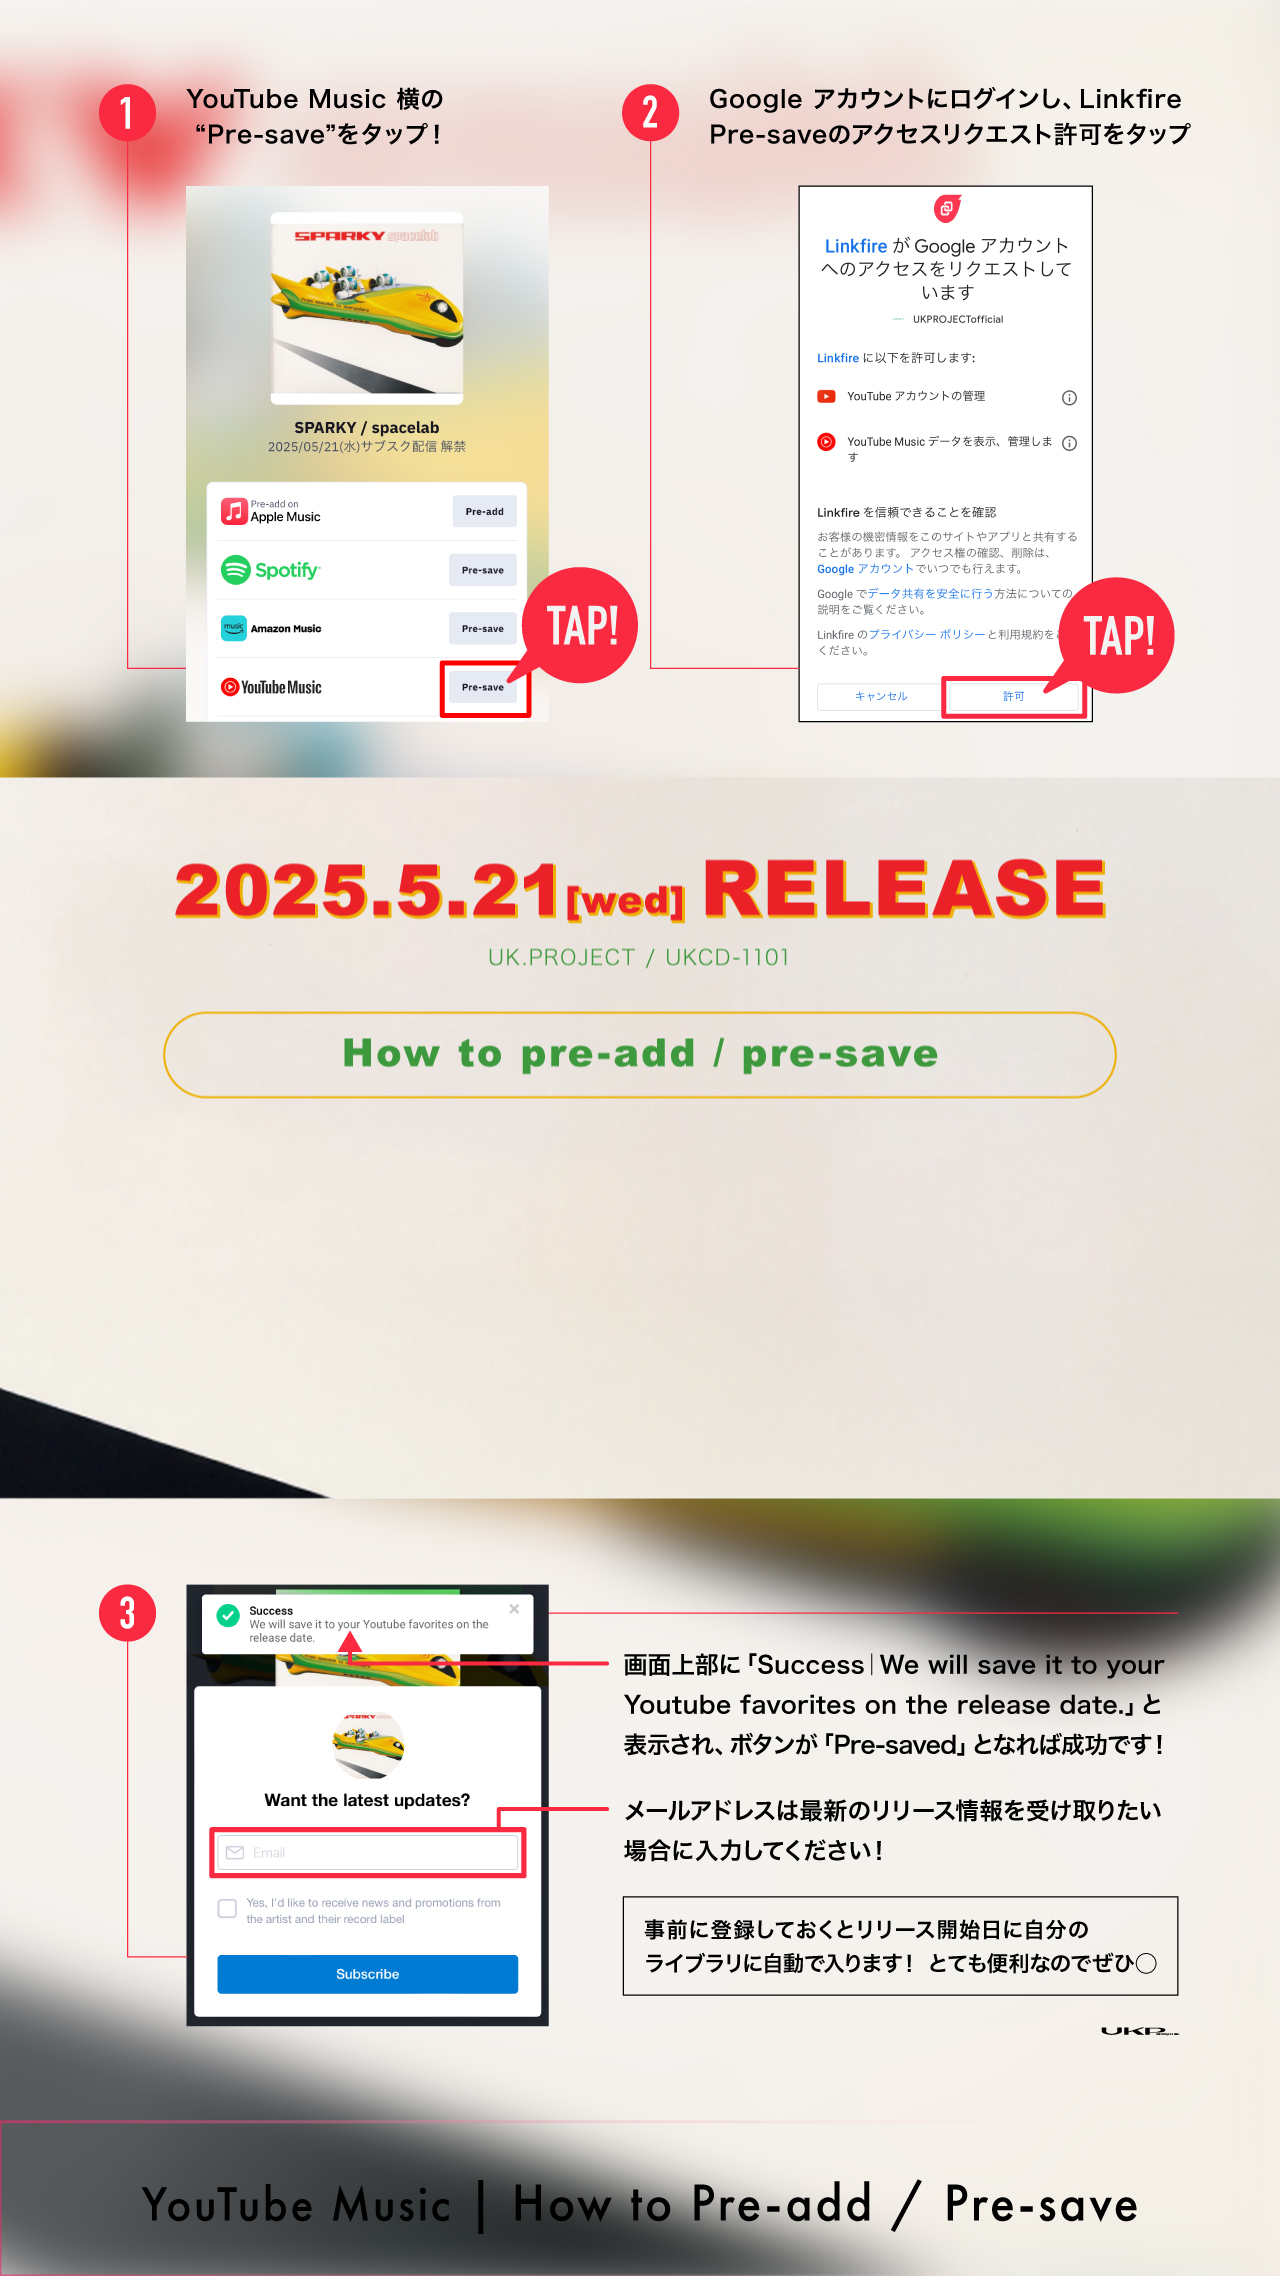 1
YouTube Music 横の
“Pre-save”をタップ！
SPARKY spacelab
SPARKY / spacelab
2025/05/21(水)サブスク配信 解禁
Pre-add on
Apple Music
Pre-add
Spotify
Pre-save
music
Amazon Music
Pre-save
YouTube Music
Pre-save
TAP!
2
Google アカウントにログインし、Linkfire
Pre-saveのアクセスリクエスト許可をタップ
Linkfire が Google アカウント
へのアクセスをリクエストして
います
UKPROJECTofficial
Linkfire に以下を許可します:
YouTube アカウントの管理
YouTube Music データを表示、管理しま
す
Linkfire を信頼できることを確認
お客様の機密情報をこのサイトやアプリと共有する
ことがあります。 アクセス権の確認、削除は、
Google アカウントでいつでも行えます。
Google でデータ共有を安全に行う方法についての
説明をご覧ください。
Linkfire のプライバシー ポリシーと利用規約をご
ください。
キャンセル
許可
TAP!
2025.5.21[wed] RELEASE
UK.PROJECT / UKCD-1101
How to pre-add / pre-save
3
Success
We will save it to your Youtube favorites on the
release date.
SPARKY
Want the latest updates?
Email
Yes, I'd like to receive news and promotions from
the artist and their record label
Subscribe
画面上部に「Success｜We will save it to your
Youtube favorites on the release date.」と
表示され、ボタンが「Pre-saved」となれば成功です！
メールアドレスは最新のリリース情報を受け取りたい
場合に入力してください！
事前に登録しておくとリリース開始日に自分の
ライブラリに自動で入ります！ とても便利なのでぜひ◯
UKP
YouTube Music | How to Pre-add / Pre-save